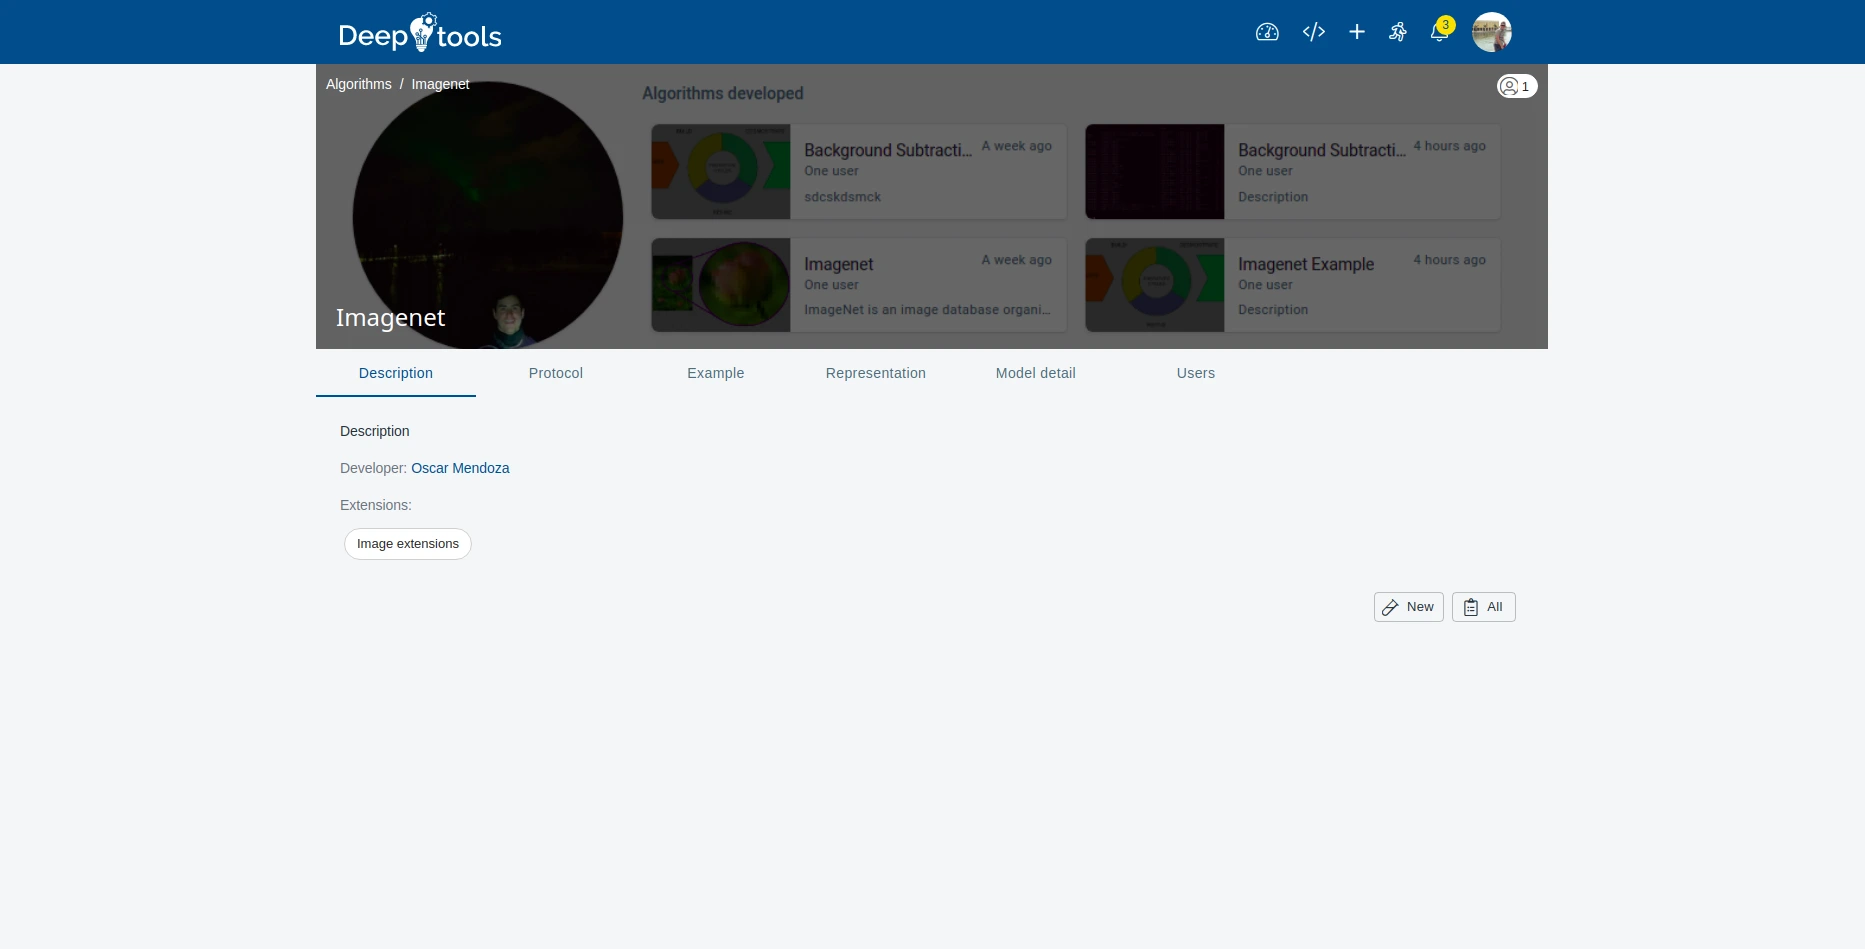 Deep tools
3
Algorithms / Imagenet
1
Algorithms developed
Background Subtracti... A week ago
One user
sdcskdsmck
Background Subtracti... 4 hours ago
One user
Description
Imagenet A week ago
One user
ImageNet is an image database organi...
Imagenet Example 4 hours ago
One user
Description
Imagenet
Description Protocol Example Representation Model detail Users
Description
Developer: Oscar Mendoza
Extensions:
Image extensions
New All